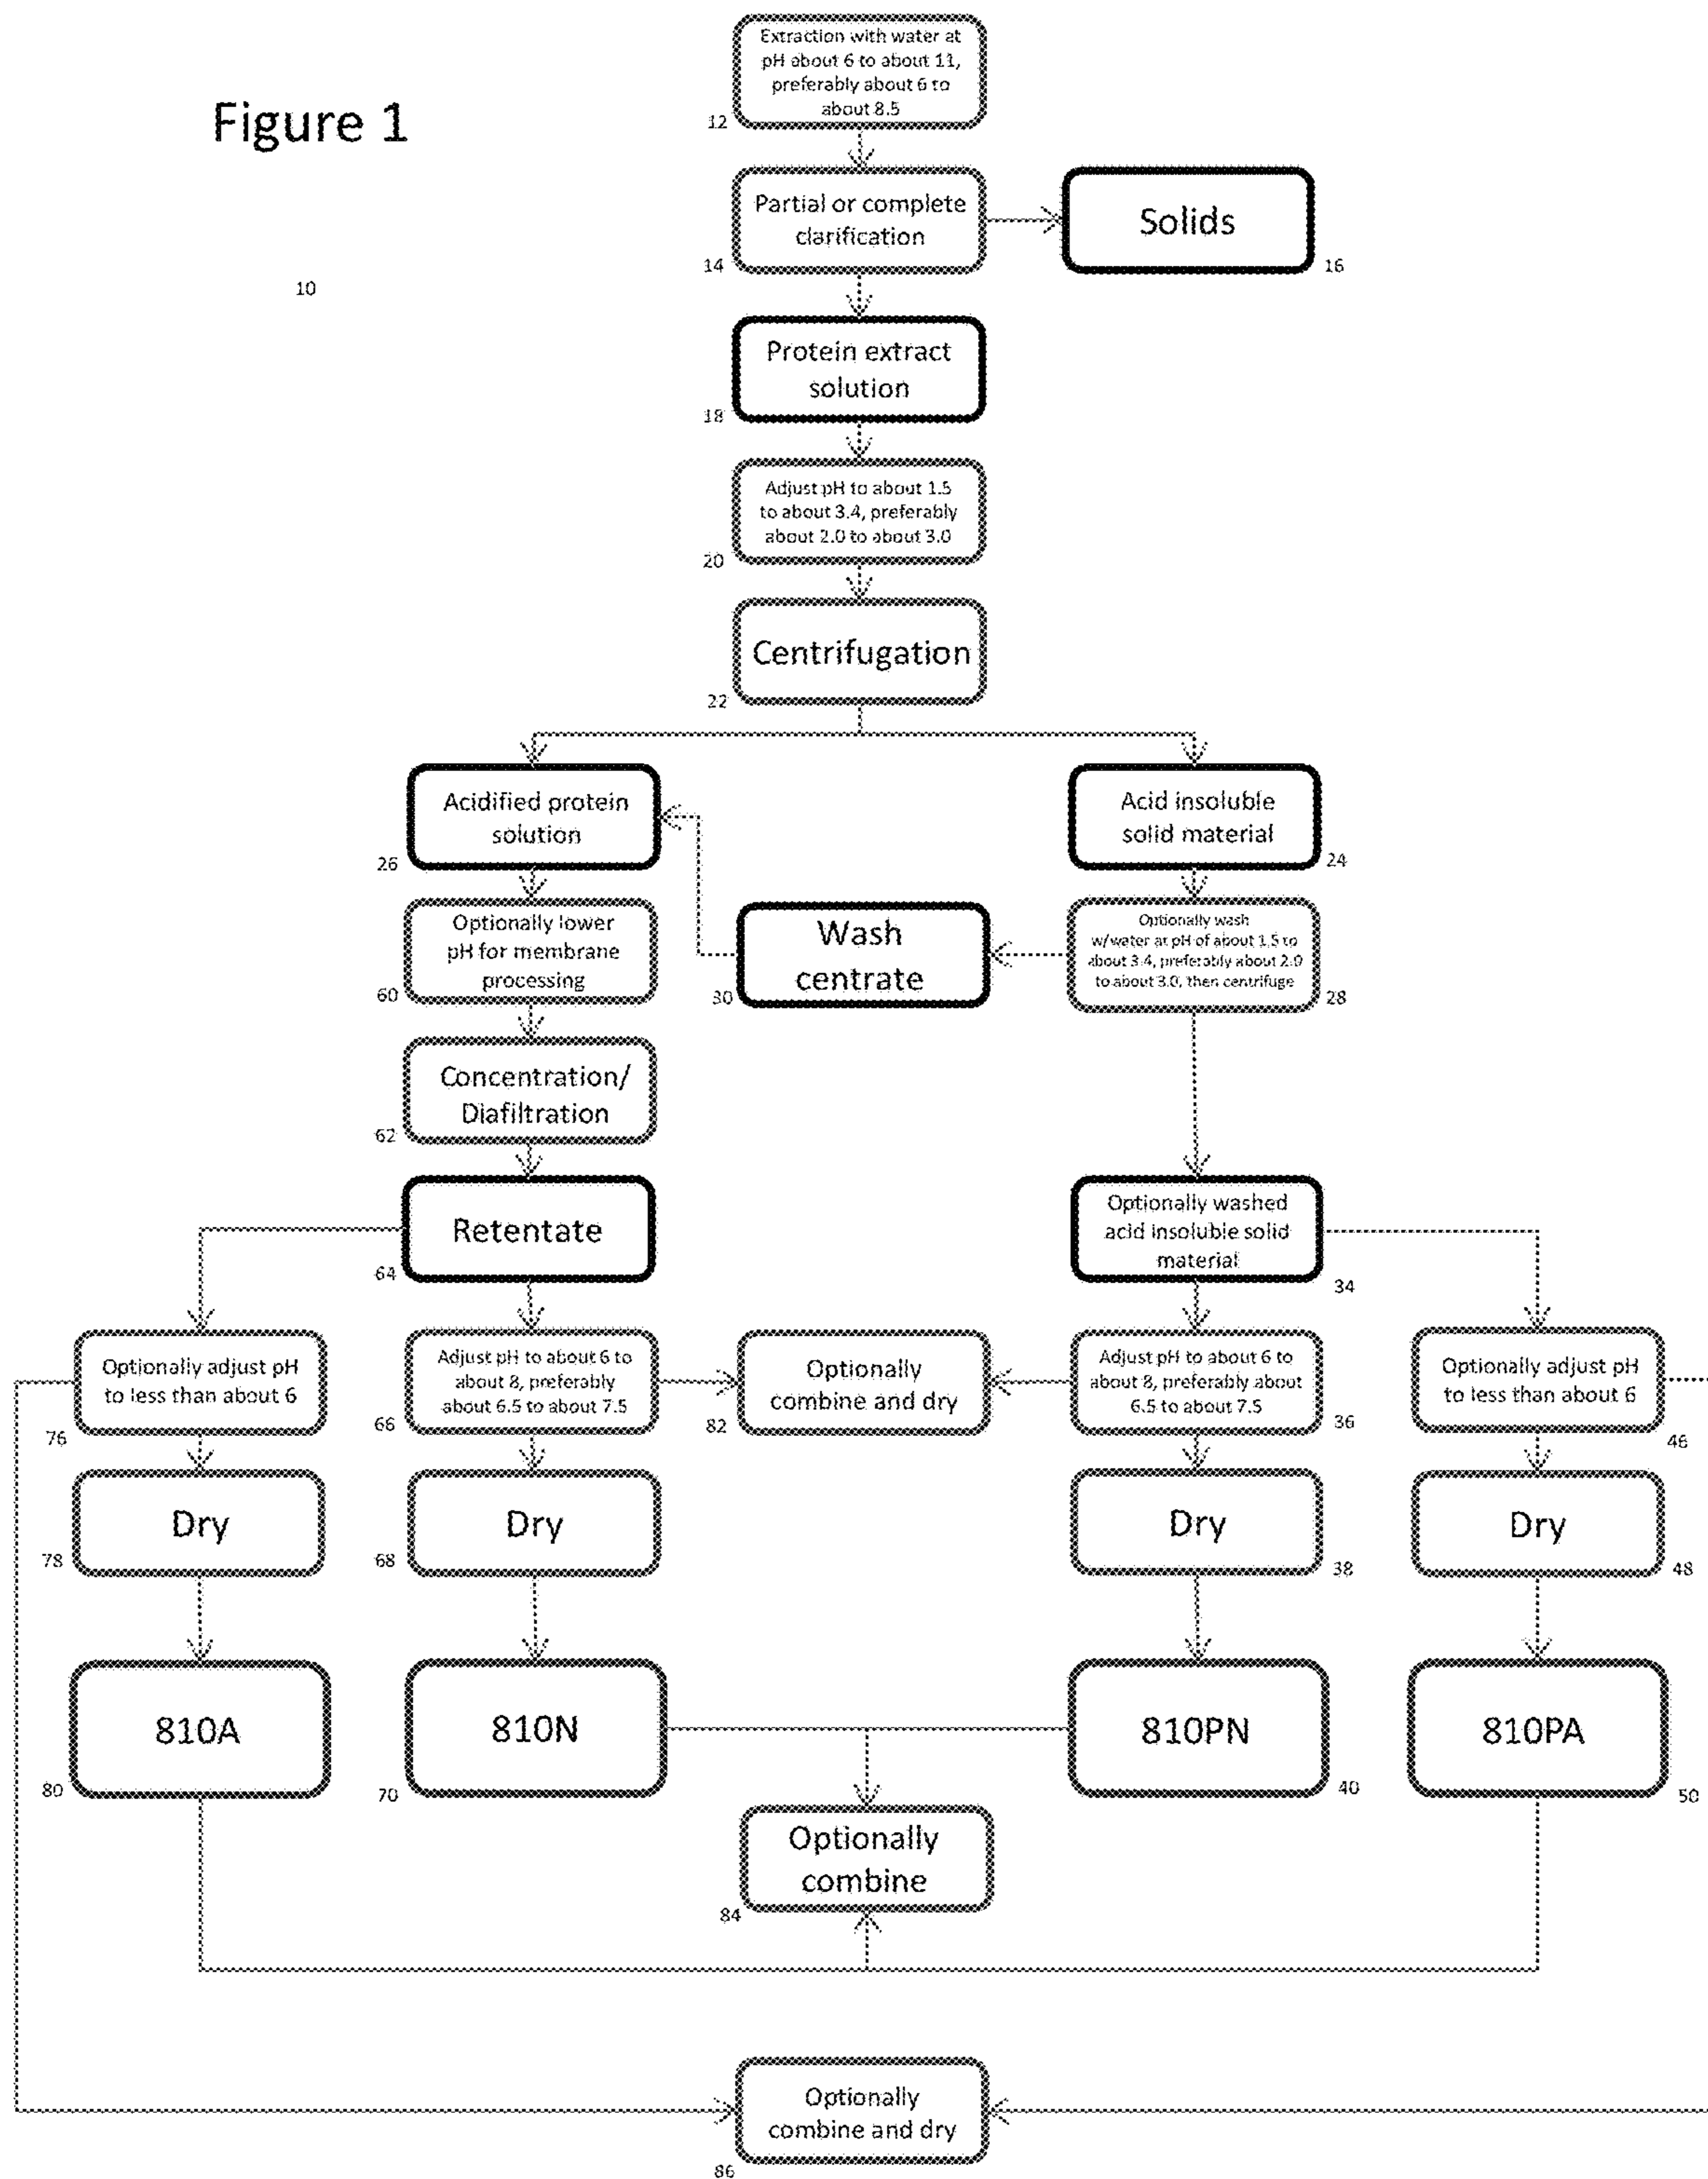 Figure 1
10
Extraction with water at
pH about 6 to about 11,
preferably about 6 to
about 8.5
12
Partial or complete
clarification
14
Solids
16
Protein extract
solution
18
Adjust pH to about 1.5
to about 3.4, preferably
about 2.0 to about 3.0
20
Centrifugation
22
Acidified protein
solution
26
Acid insoluble
solid material
24
Optionally lower
pH for membrane
processing
60
Wash
centrate
30
Optionally wash
w/water at pH of about 1.5 to
about 3.4, preferably about 2.0
to about 3.0, then centrifuge
28
Concentration/
Diafiltration
62
Retentate
64
Optionally washed
acid insoluble solid
material
34
Optionally adjust pH
to less than about 6
76
Adjust pH to about 6 to
about 8, preferably
about 6.5 to about 7.5
66
Optionally
combine and dry
82
Adjust pH to about 6 to
about 8, preferably about
6.5 to about 7.5
36
Optionally adjust pH
to less than about 6
46
Dry
78
Dry
68
Dry
38
Dry
48
810A
80
810N
70
810PN
40
810PA
50
Optionally
combine
84
Optionally
combine and dry
86